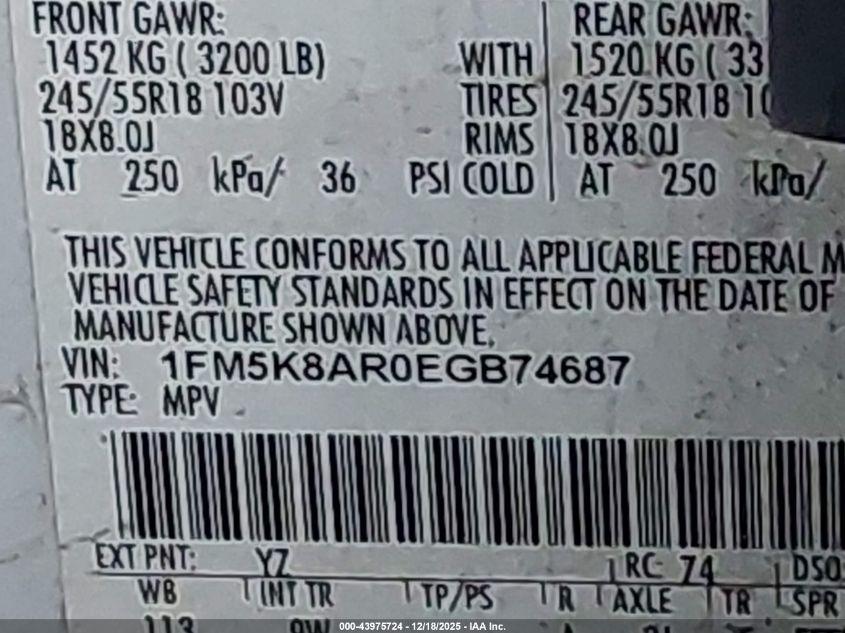 FRONT GAWR: REAR GAWR:
1452 KG ( 3200 LB) WITH 1520 KG ( 33
245/55R18 103V TIRES 245/55R18 10
18X8.0J RIMS 18X8.0J
AT 250 kPa/ 36 PSI COLD AT 250 kPa/
THIS VEHICLE CONFORMS TO ALL APPLICABLE FEDERAL M
VEHICLE SAFETY STANDARDS IN EFFECT ON THE DATE OF
MANUFACTURE SHOWN ABOVE.
VIN: 1FM5K8AR0EGB74687
TYPE: MPV
EXT PNT: YZ RC: 74 DSO
WB INT TR TP/PS R AXLE TR SPR
113
000-43975724 - 12/18/2025 - IAA Inc.